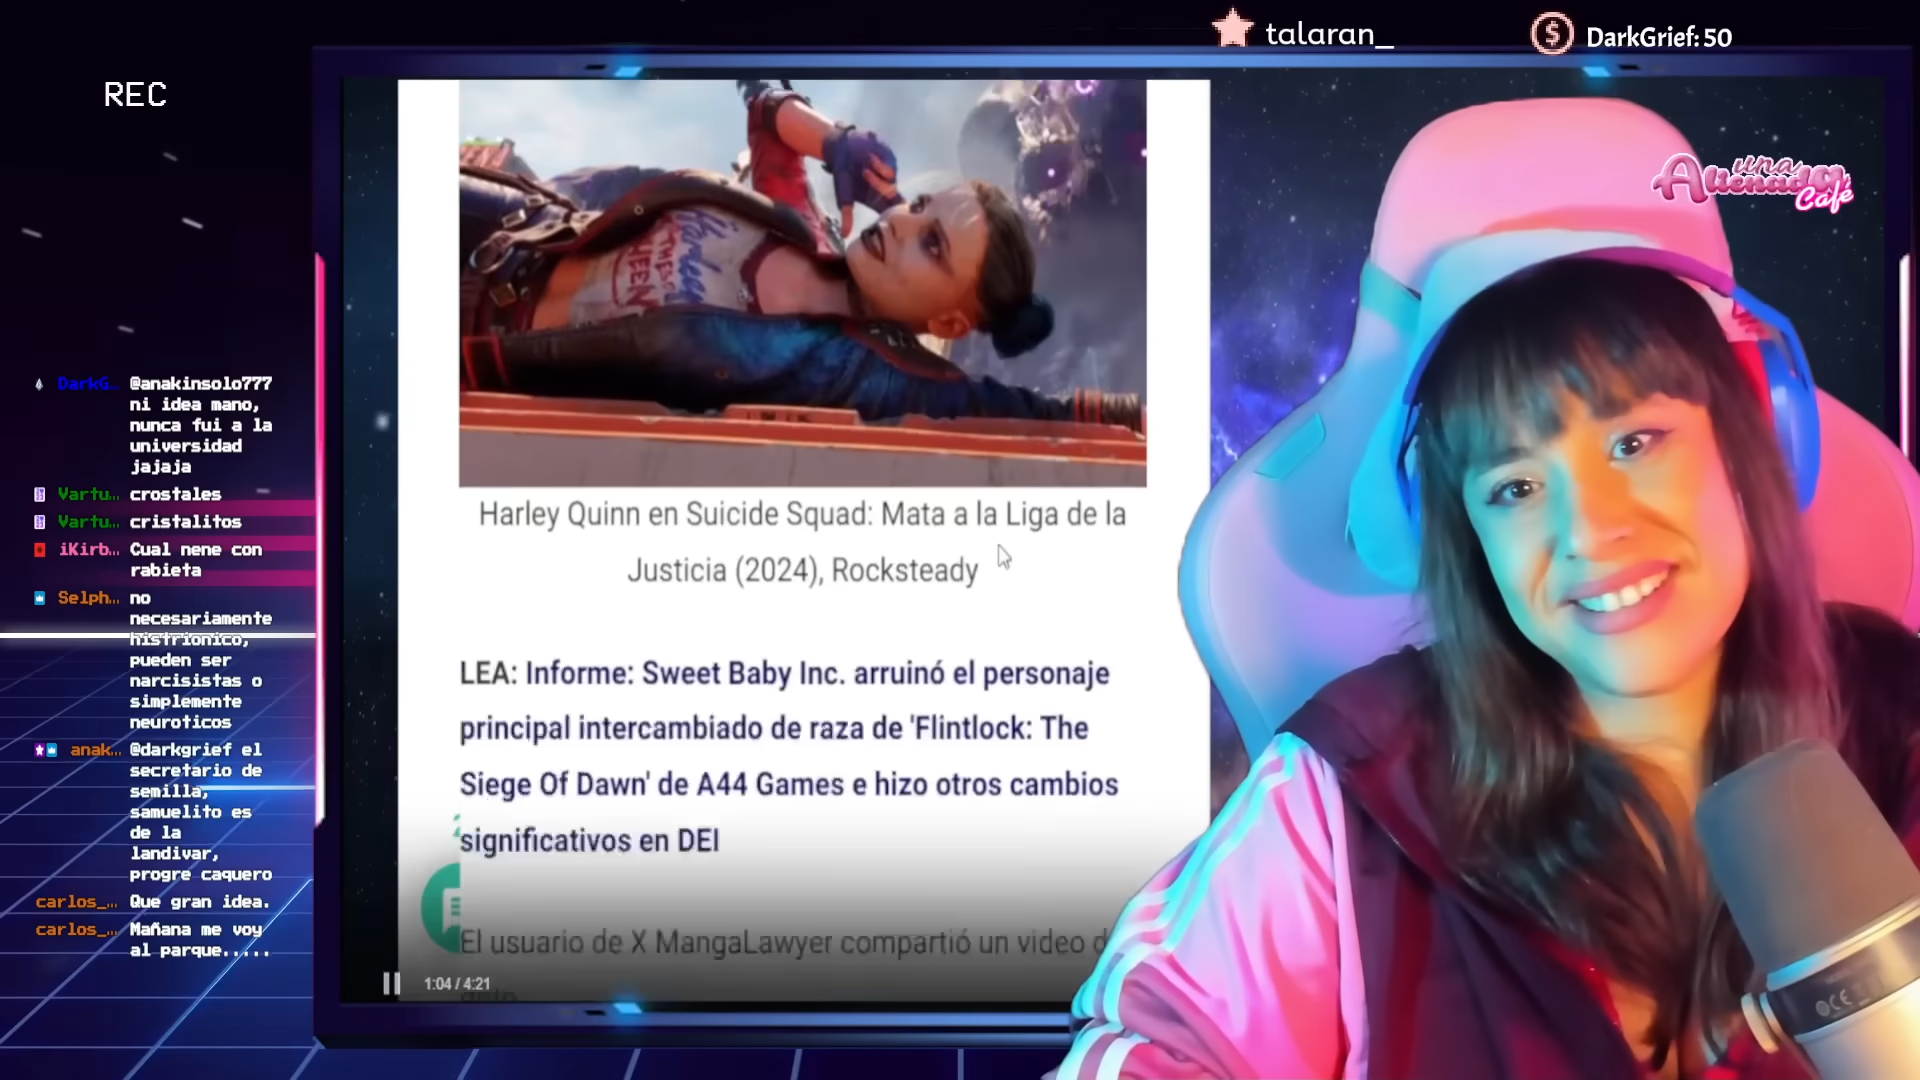 talaran_
DarkGrief: 50
REC
una
Alienada
Café
DarkG… @anakinsolo777
ni idea mano,
nunca fui a la
universidad
jajaja
Vartu… crostales
Vartu… cristalitos
iKirb… Cual nene con
rabieta
Selph… no
necesariamente
histrionico,
pueden ser
narcisistas o
simplemente
neuroticos
anak… @darkgrief el
secretario de
semilla,
samuelito es
de la
landivar,
progre caquero
carlos_… Que gran idea.
carlos_… Mañana me voy
al parque.....
Harley Quinn en Suicide Squad: Mata a la Liga de la
Justicia (2024), Rocksteady
LEA: Informe: Sweet Baby Inc. arruinó el personaje
principal intercambiado de raza de 'Flintlock: The
Siege Of Dawn' de A44 Games e hizo otros cambios
significativos en DEI
El usuario de X MangaLawyer compartió un video d
1:04 / 4:21